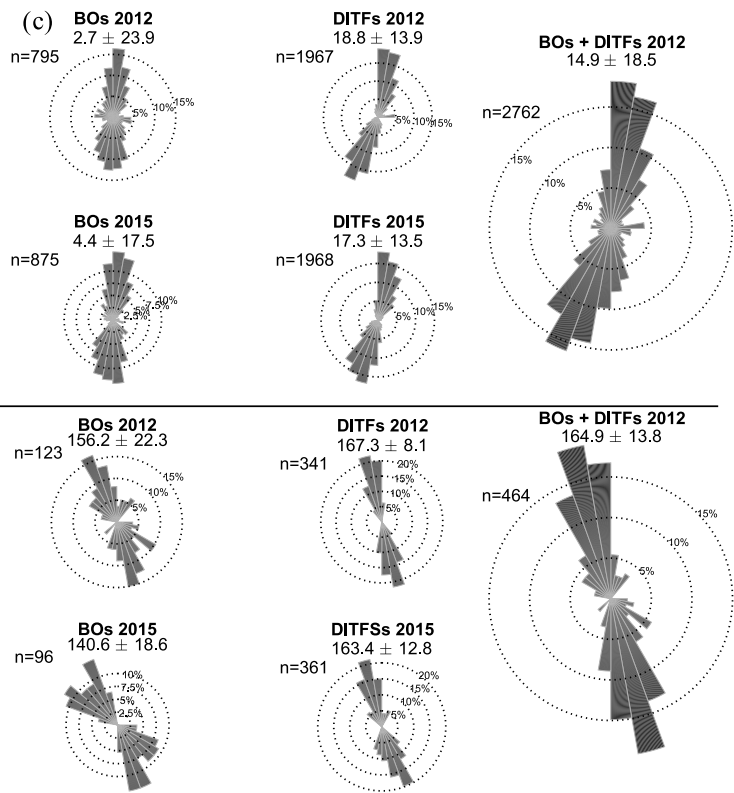 (c)
BOs 2012
2.7 ± 23.9
n=795
5%
10%
15%
DITFs 2012
18.8 ± 13.9
n=1967
5%
10%
15%
BOs + DITFs 2012
14.9 ± 18.5
n=2762
15%
10%
5%
BOs 2015
4.4 ± 17.5
n=875
2.5%
5%
7.5%
10%
DITFs 2015
17.3 ± 13.5
n=1968
5%
10%
15%
BOs 2012
156.2 ± 22.3
n=123
15%
10%
5%
DITFs 2012
167.3 ± 8.1
n=341
20%
15%
10%
5%
BOs + DITFs 2012
164.9 ± 13.8
n=464
15%
10%
5%
BOs 2015
140.6 ± 18.6
n=96
10%
7.5%
5%
2.5%
DITFSs 2015
163.4 ± 12.8
n=361
20%
15%
10%
5%